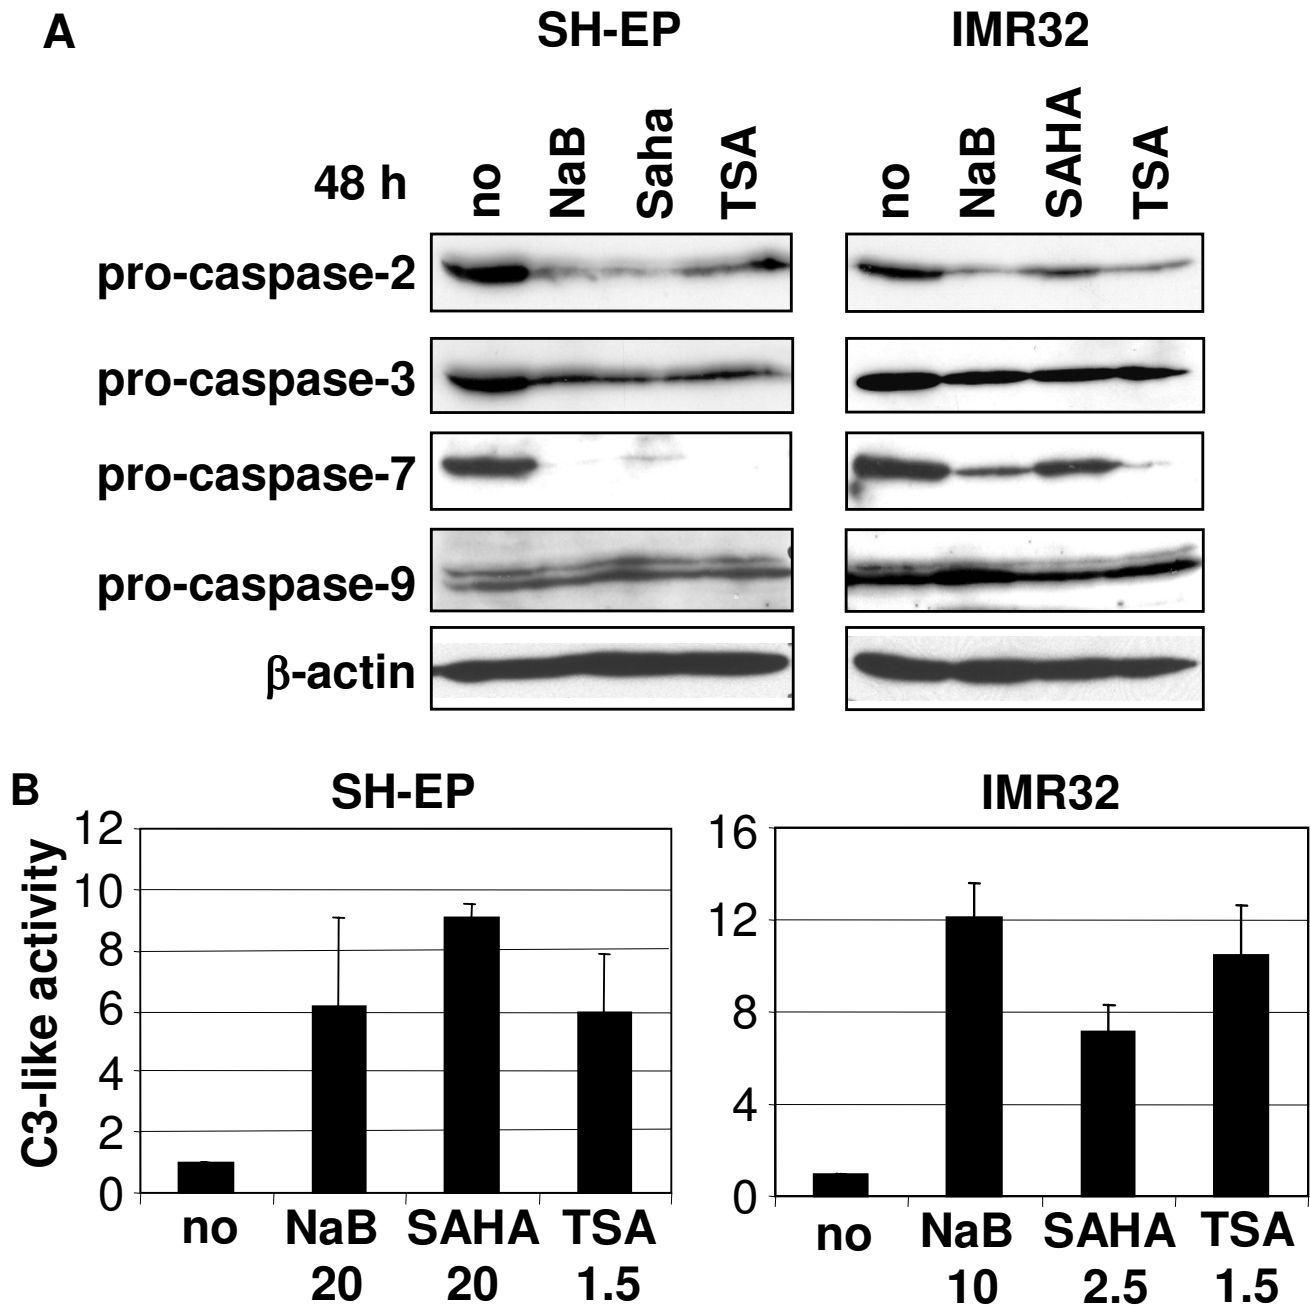 A
SH-EP IMR32
48 h no NaB Saha TSA no NaB SAHA TSA
pro-caspase-2
pro-caspase-3
pro-caspase-7
pro-caspase-9
β-actin
B
SH-EP
C3-like activity
12
10
8
6
4
2
0
no NaB SAHA TSA
20 20 1.5
IMR32
16
12
8
4
0
no NaB SAHA TSA
10 2.5 1.5